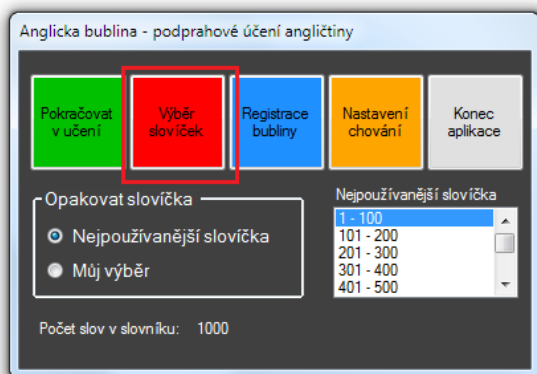 Anglicka bublina - podprahové účení angličtiny
Pokračovat
v učení
Výběr
slovíček
Registrace
bubliny
Nastavení
chování
Konec
aplikace
Opakovat slovíčka
Nejpoužívanější slovíčka
Můj výběr
Nejpoužívanější slovíčka
1 - 100
101 - 200
201 - 300
301 - 400
401 - 500
Počet slov v slovníku: 1000